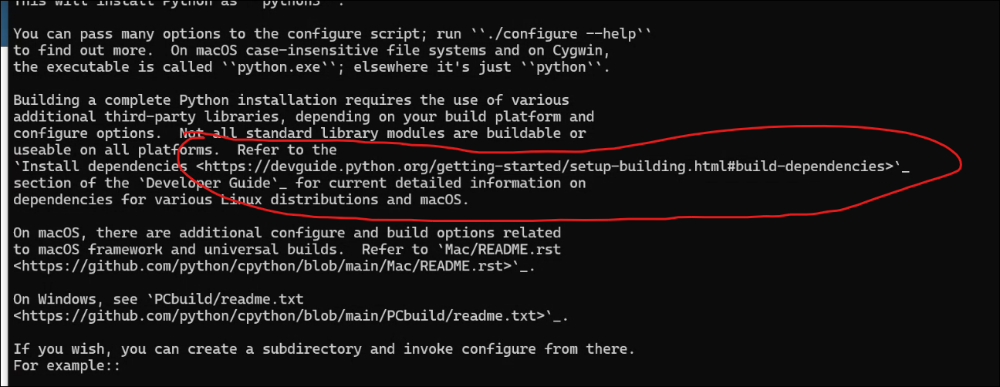 This will install Python as ``python3``.
You can pass many options to the configure script; run ``./configure --help``
to find out more.  On macOS case-insensitive file systems and on Cygwin,
the executable is called ``python.exe``; elsewhere it's just ``python``.
Building a complete Python installation requires the use of various
additional third-party libraries, depending on your build platform and
configure options.  Not all standard library modules are buildable or
useable on all platforms.  Refer to the
`Install dependencies <https://devguide.python.org/getting-started/setup-building.html#build-dependencies>`_
section of the `Developer Guide`_ for current detailed information on
dependencies for various Linux distributions and macOS.
On macOS, there are additional configure and build options related
to macOS framework and universal builds.  Refer to `Mac/README.rst
<https://github.com/python/cpython/blob/main/Mac/README.rst>`_.
On Windows, see `PCbuild/readme.txt
<https://github.com/python/cpython/blob/main/PCbuild/readme.txt>`_.
If you wish, you can create a subdirectory and invoke configure from there.
For example::